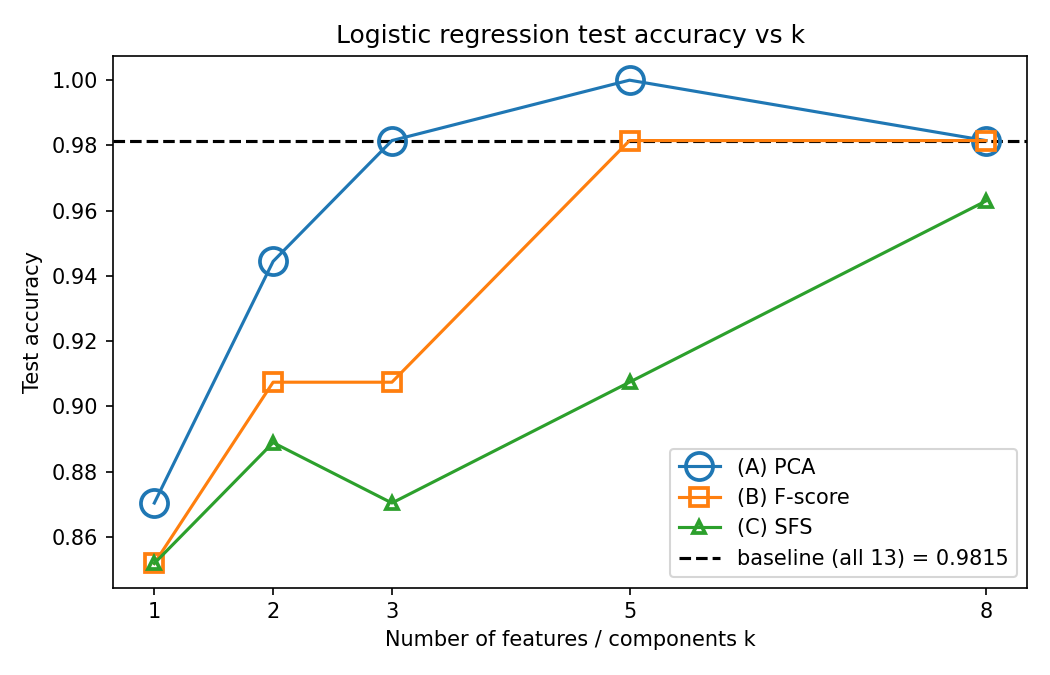 Logistic regression test accuracy vs k
Test accuracy
1.00
0.98
0.96
0.94
0.92
0.90
0.88
0.86
(A) PCA
(B) F-score
(C) SFS
baseline (all 13) = 0.9815
1 2 3 5 8
Number of features / components k